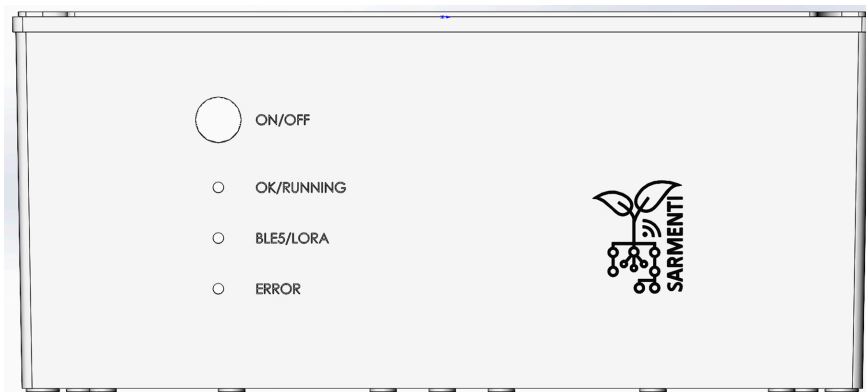 ON/OFF
OK/RUNNING
BLE5/LORA
ERROR
SARMENTI